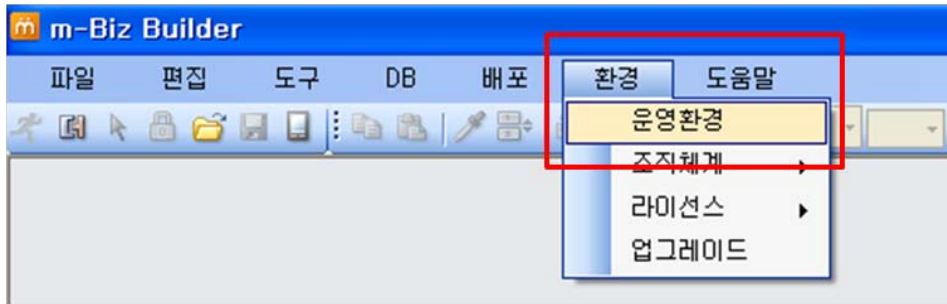 m-Biz Builder
파일 편집 도구 DB 배포 환경 도움말
운영환경
조직체계
라이선스
업그레이드